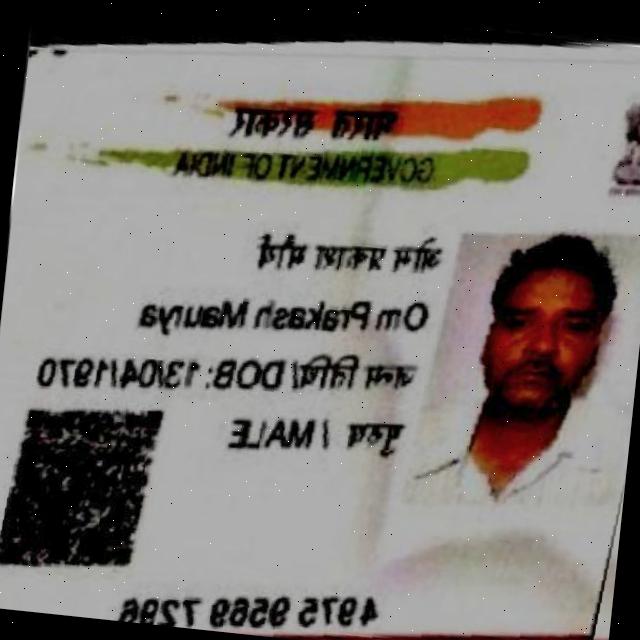 भारत सरकार
GOVERNMENT OF INDIA
ओम प्रकाश मौर्य
Om Prakash Maurya
जन्म तिथि/ DOB: 13/04/1970
पुरुष / MALE
4975 9569 7296